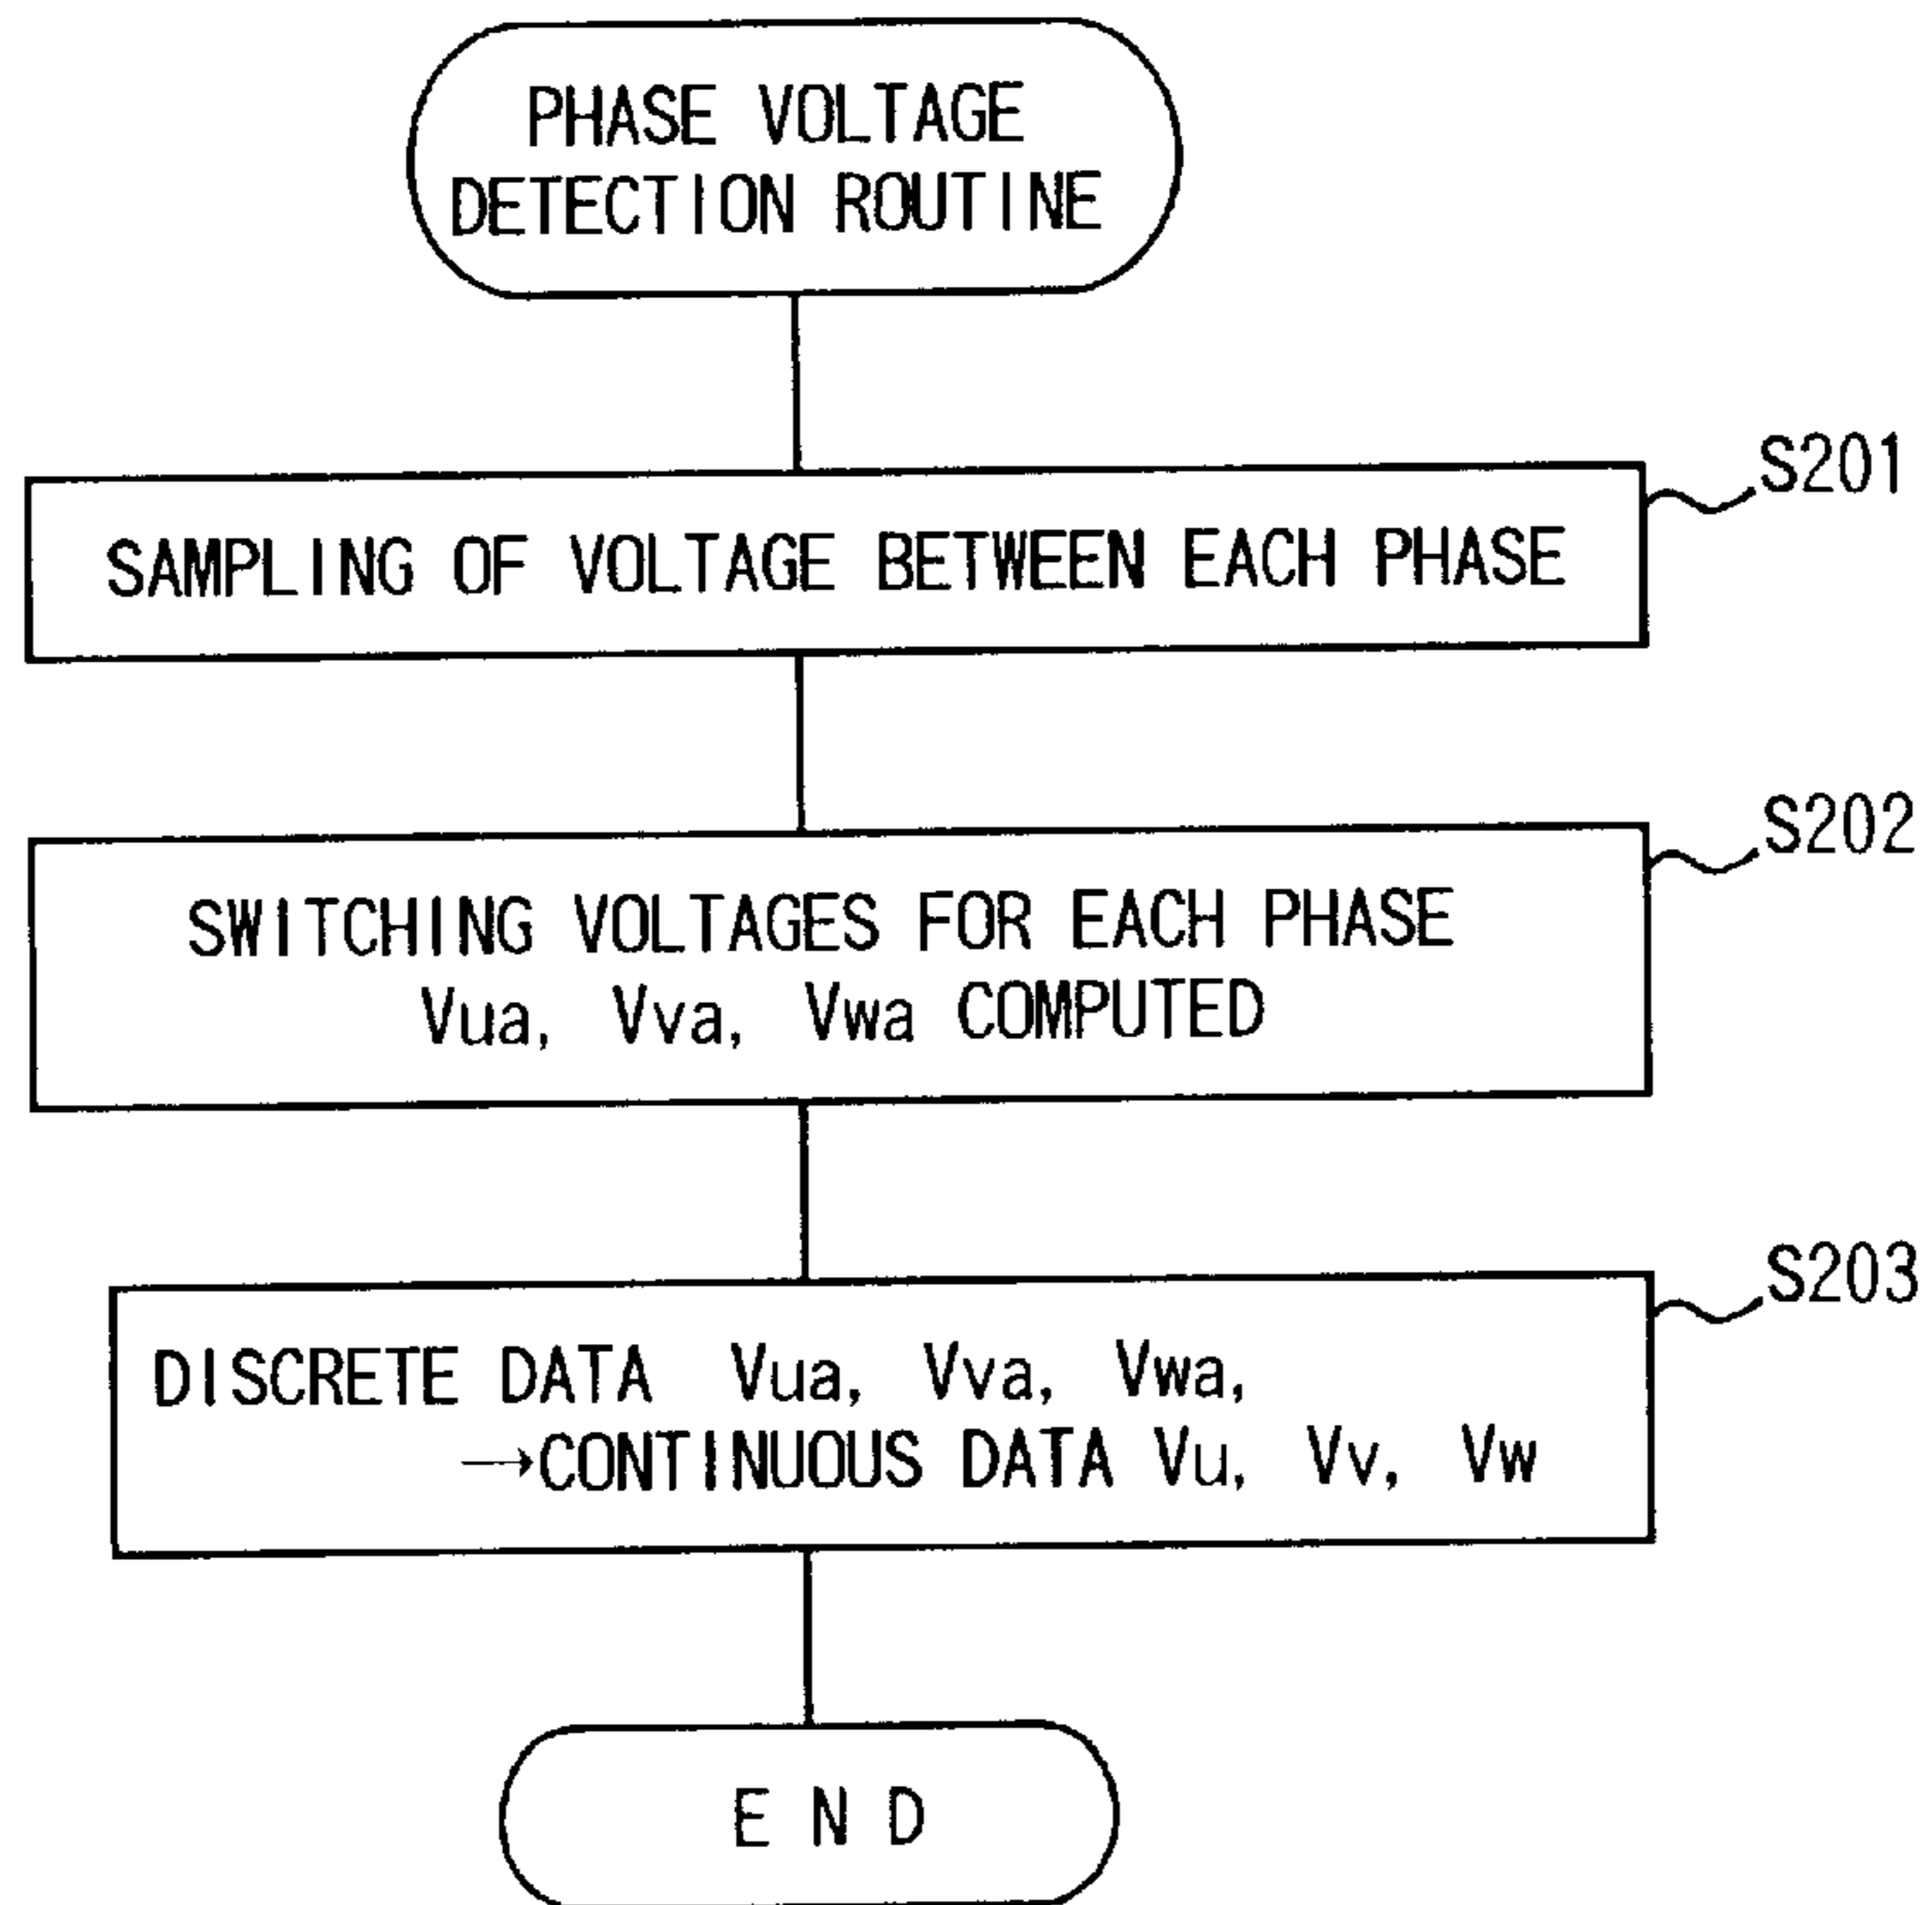 PHASE VOLTAGE
DETECTION ROUTINE
S201
SAMPLING OF VOLTAGE BETWEEN EACH PHASE
S202
SWITCHING VOLTAGES FOR EACH PHASE
Vua, Vva, Vwa COMPUTED
S203
DISCRETE DATA Vua, Vva, Vwa,
→CONTINUOUS DATA Vu, Vv, Vw
END